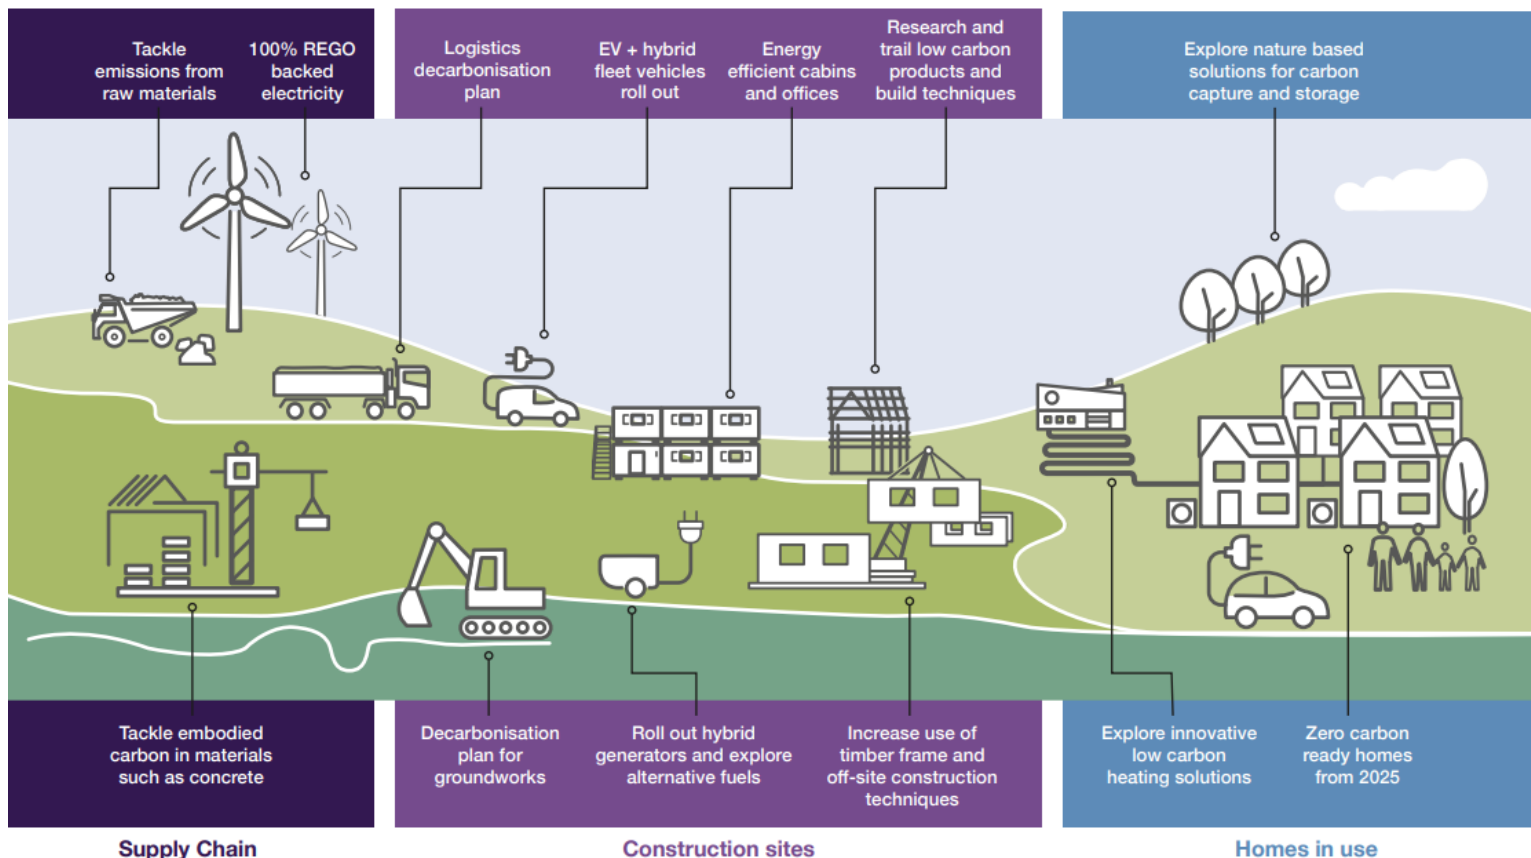 Tackle
emissions from
raw materials
100% REGO
backed
electricity
Logistics
decarbonisation
plan
EV + hybrid
fleet vehicles
roll out
Energy
efficient cabins
and offices
Research and
trail low carbon
products and
build techniques
Explore nature based
solutions for carbon
capture and storage
Tackle embodied
carbon in materials
such as concrete
Decarbonisation
plan for
groundworks
Roll out hybrid
generators and explore
alternative fuels
Increase use of
timber frame and
off-site construction
techniques
Explore innovative
low carbon
heating solutions
Zero carbon
ready homes
from 2025
Supply Chain
Construction sites
Homes in use